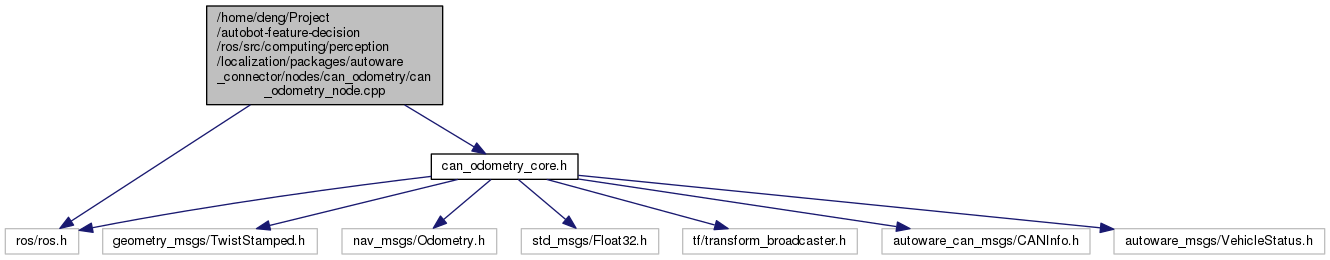 /home/deng/Project
/autobot-feature-decision
/ros/src/computing/perception
/localization/packages/autoware
_connector/nodes/can_odometry/can
_odometry_node.cpp
can_odometry_core.h
ros/ros.h
geometry_msgs/TwistStamped.h
nav_msgs/Odometry.h
std_msgs/Float32.h
tf/transform_broadcaster.h
autoware_can_msgs/CANInfo.h
autoware_msgs/VehicleStatus.h